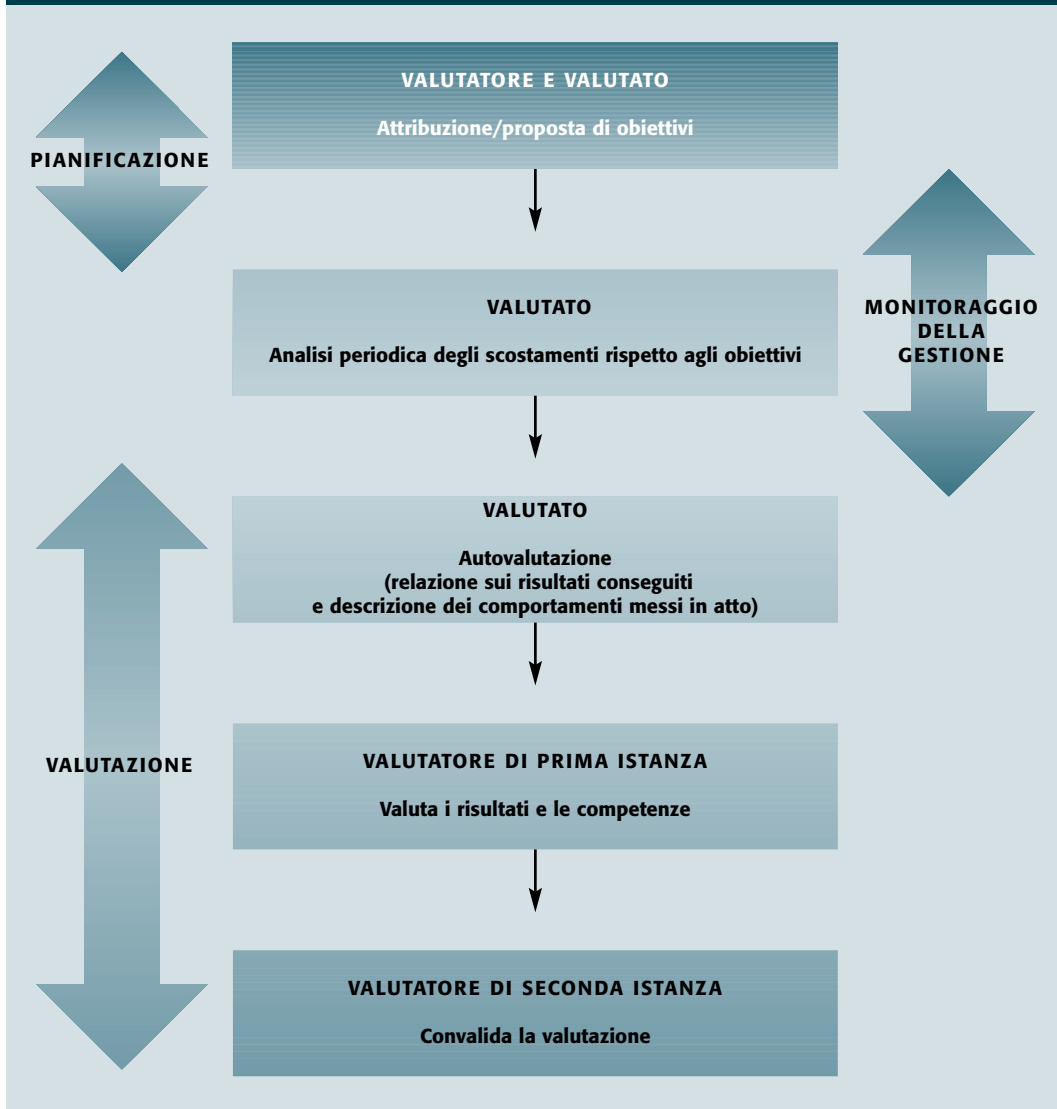 VALUTATORE E VALUTATO
Attribuzione/proposta di obiettivi
PIANIFICAZIONE
VALUTATO
Analisi periodica degli scostamenti rispetto agli obiettivi
MONITORAGGIO
DELLA
GESTIONE
VALUTATO
Autovalutazione
(relazione sui risultati conseguiti
e descrizione dei comportamenti messi in atto)
VALUTAZIONE
VALUTATORE DI PRIMA ISTANZA
Valuta i risultati e le competenze
VALUTATORE DI SECONDA ISTANZA
Convalida la valutazione